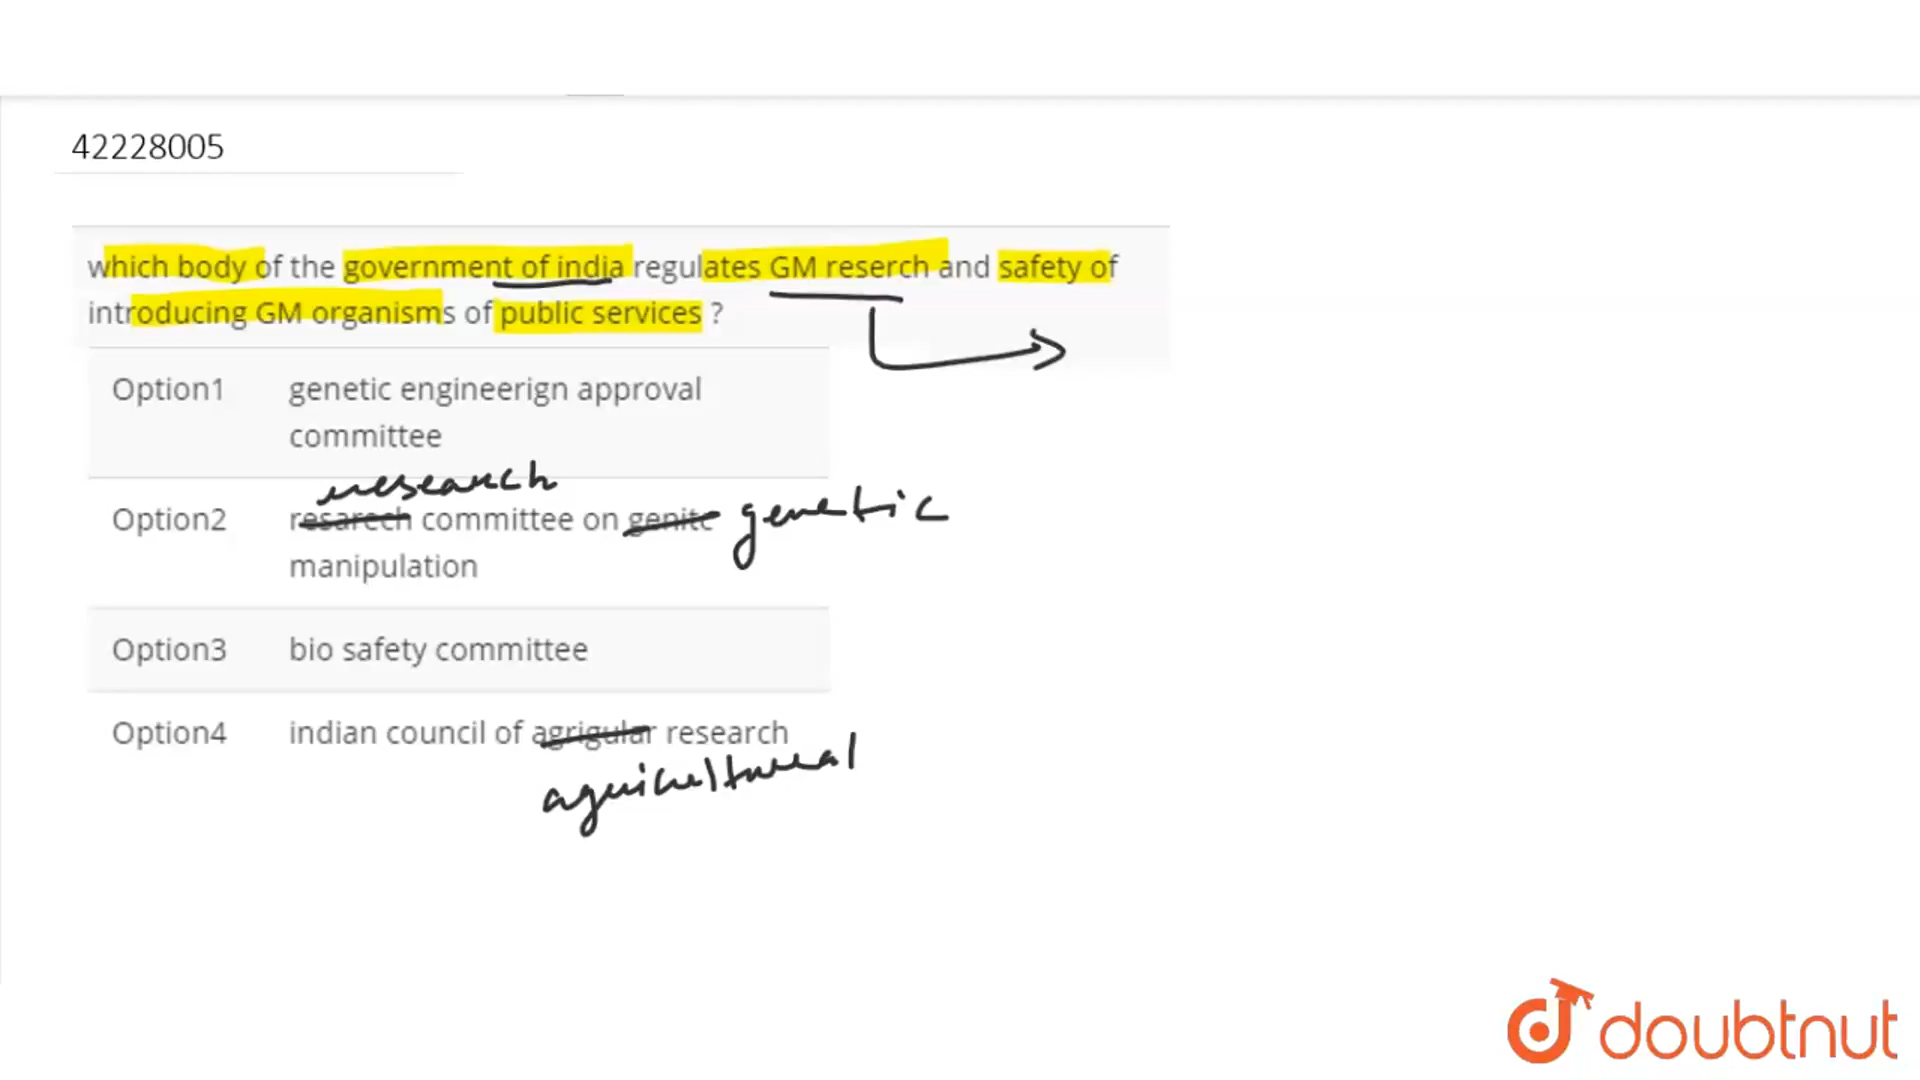 42228005
which body of the government of india regulates GM reserch and safety of
introducing GM organisms of public services ?
Option1 genetic engineerign approval
committee
research
Option2 resarech committee on genitc genetic
manipulation
Option3 bio safety committee
Option4 indian council of agrigular research
agricultural
doubtnut